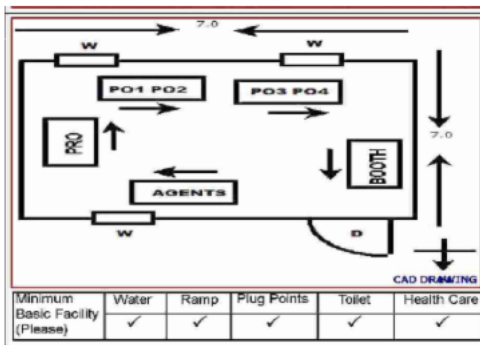 7.0
W
W
PO1 PO2
PO3 PO4
7.0
PRO
BOOTH
AGENTS
W
D
CAD DRAWING
Minimum Basic Facility (Please)
Water
Ramp
Plug Points
Toilet
Health Care
✓ ✓ ✓ ✓ ✓